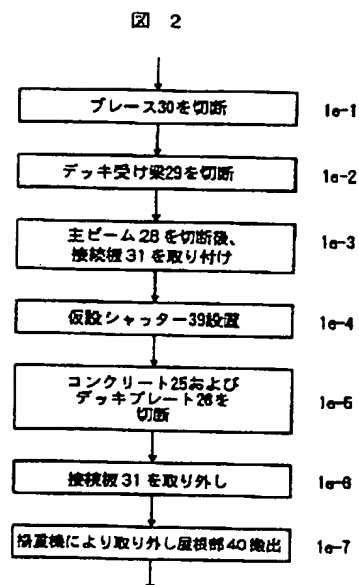 図 2
ブレース30を切断
1e-1
デッキ受け梁29を切断
1e-2
主ビーム28を切断後、
接続板31を取り付け
1e-3
仮設シャッター39設置
1e-4
コンクリート25および
デッキプレート26を
切断
1e-5
接続板31を取り外し
1e-6
揚重機により取り外し屋根部40搬出
1e-7